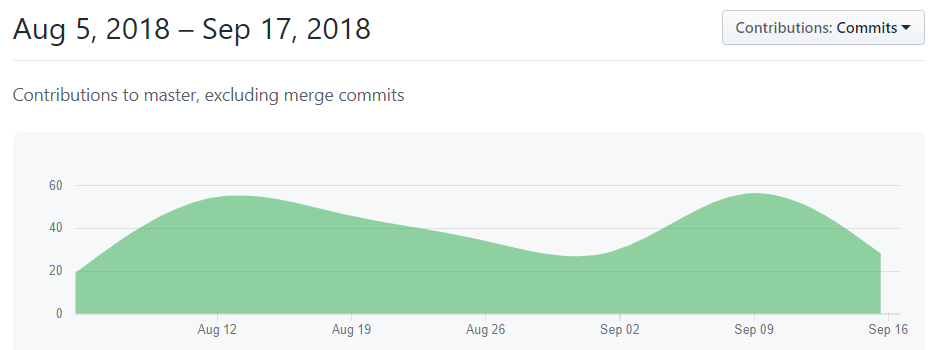 Aug 5, 2018 – Sep 17, 2018
Contributions: Commits
Contributions to master, excluding merge commits
60
40
20
0
Aug 12 Aug 19 Aug 26 Sep 02 Sep 09 Sep 16